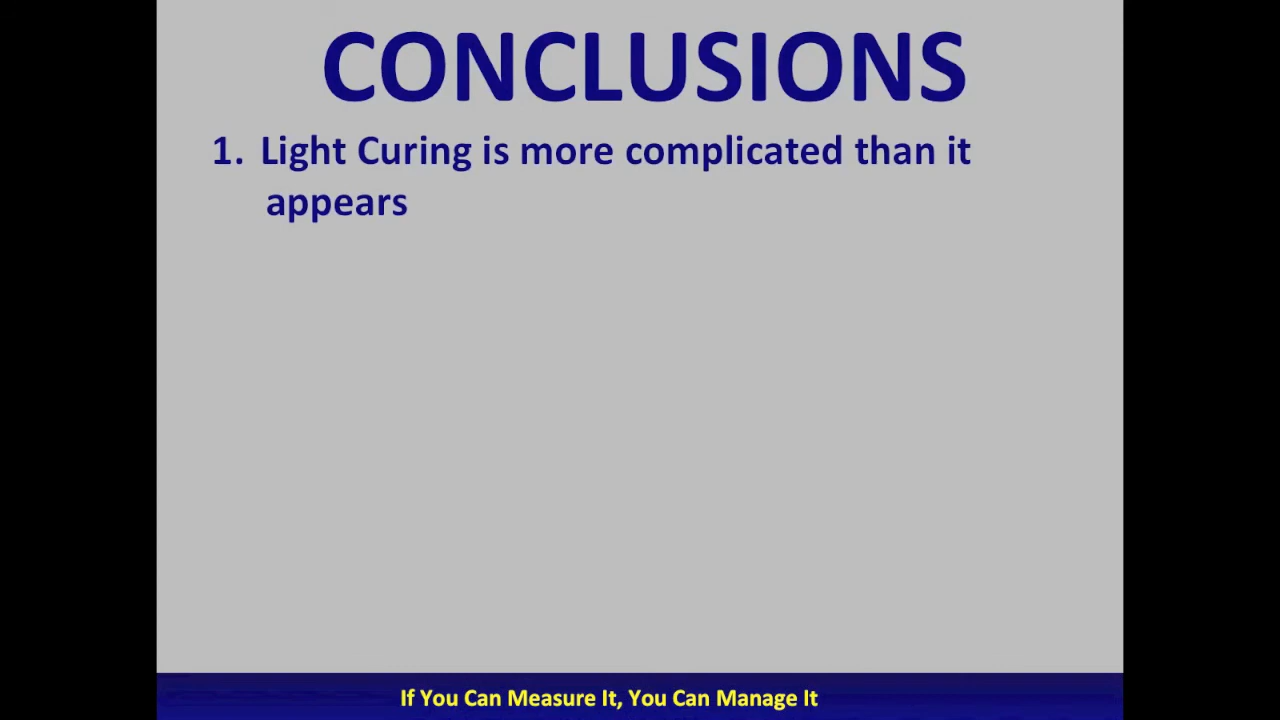 CONCLUSIONS
1. Light Curing is more complicated than it
appears
If You Can Measure It, You Can Manage It